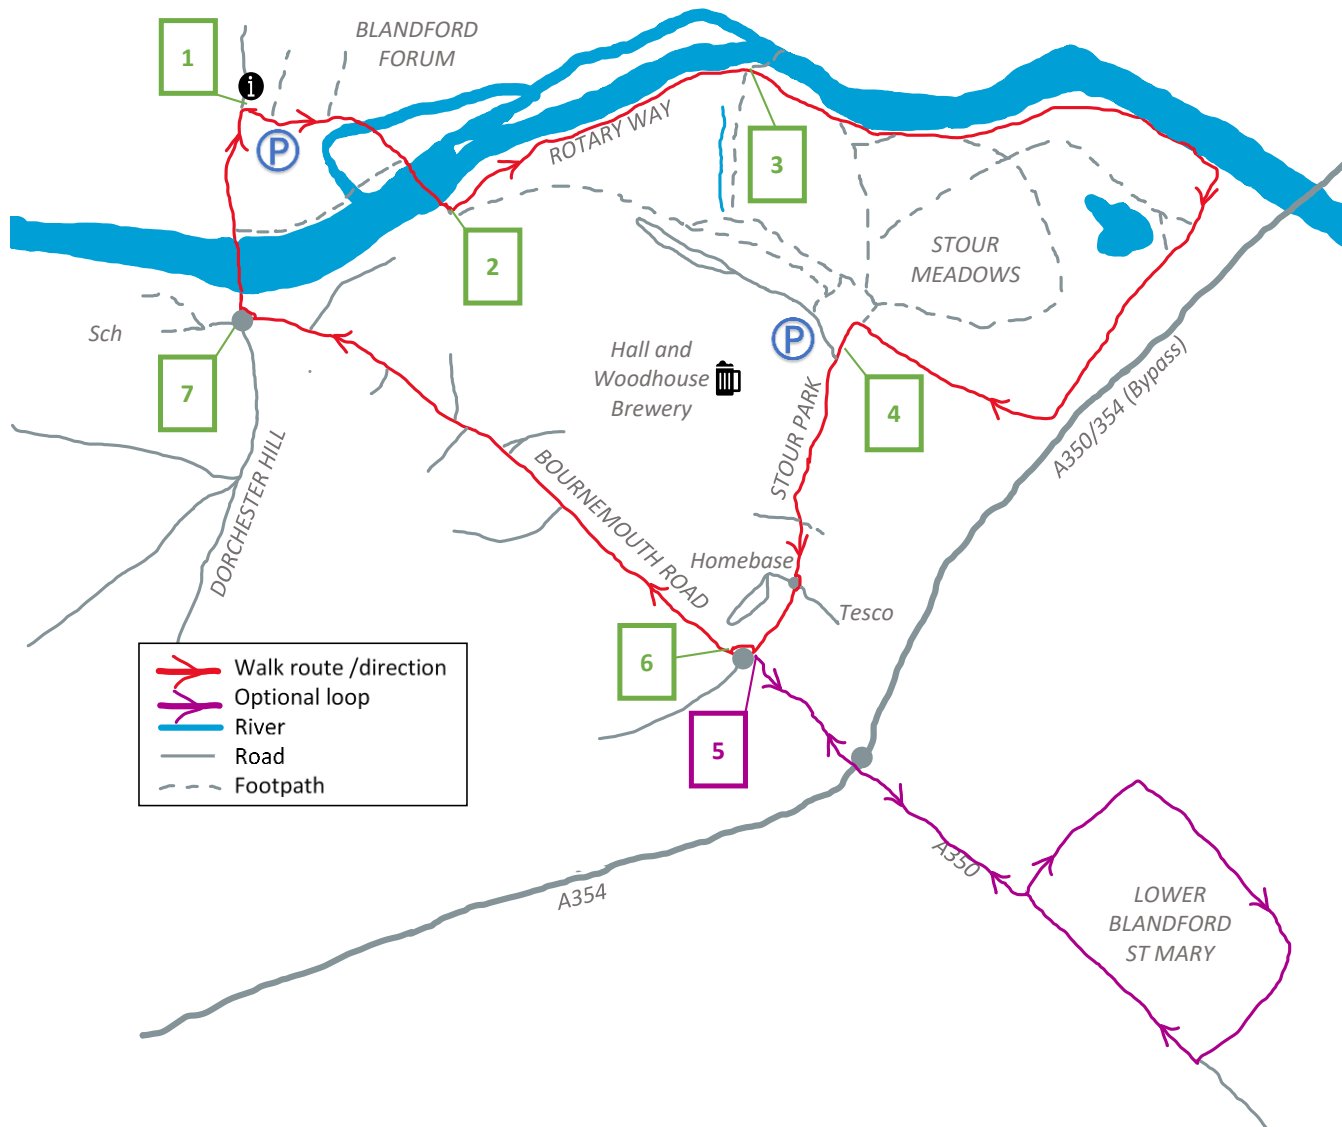 1
BLANDFORD
FORUM
i
P
ROTARY WAY
3
2
STOUR
MEADOWS
Sch
7
P
Hall and
Woodhouse
Brewery
4
STOUR PARK
A350/354 (Bypass)
DORCHESTER HILL
BOURNEMOUTH ROAD
Homebase
Tesco
6
5
Walk route /direction
Optional loop
River
Road
Footpath
A350
A354
LOWER
BLANDFORD
ST MARY